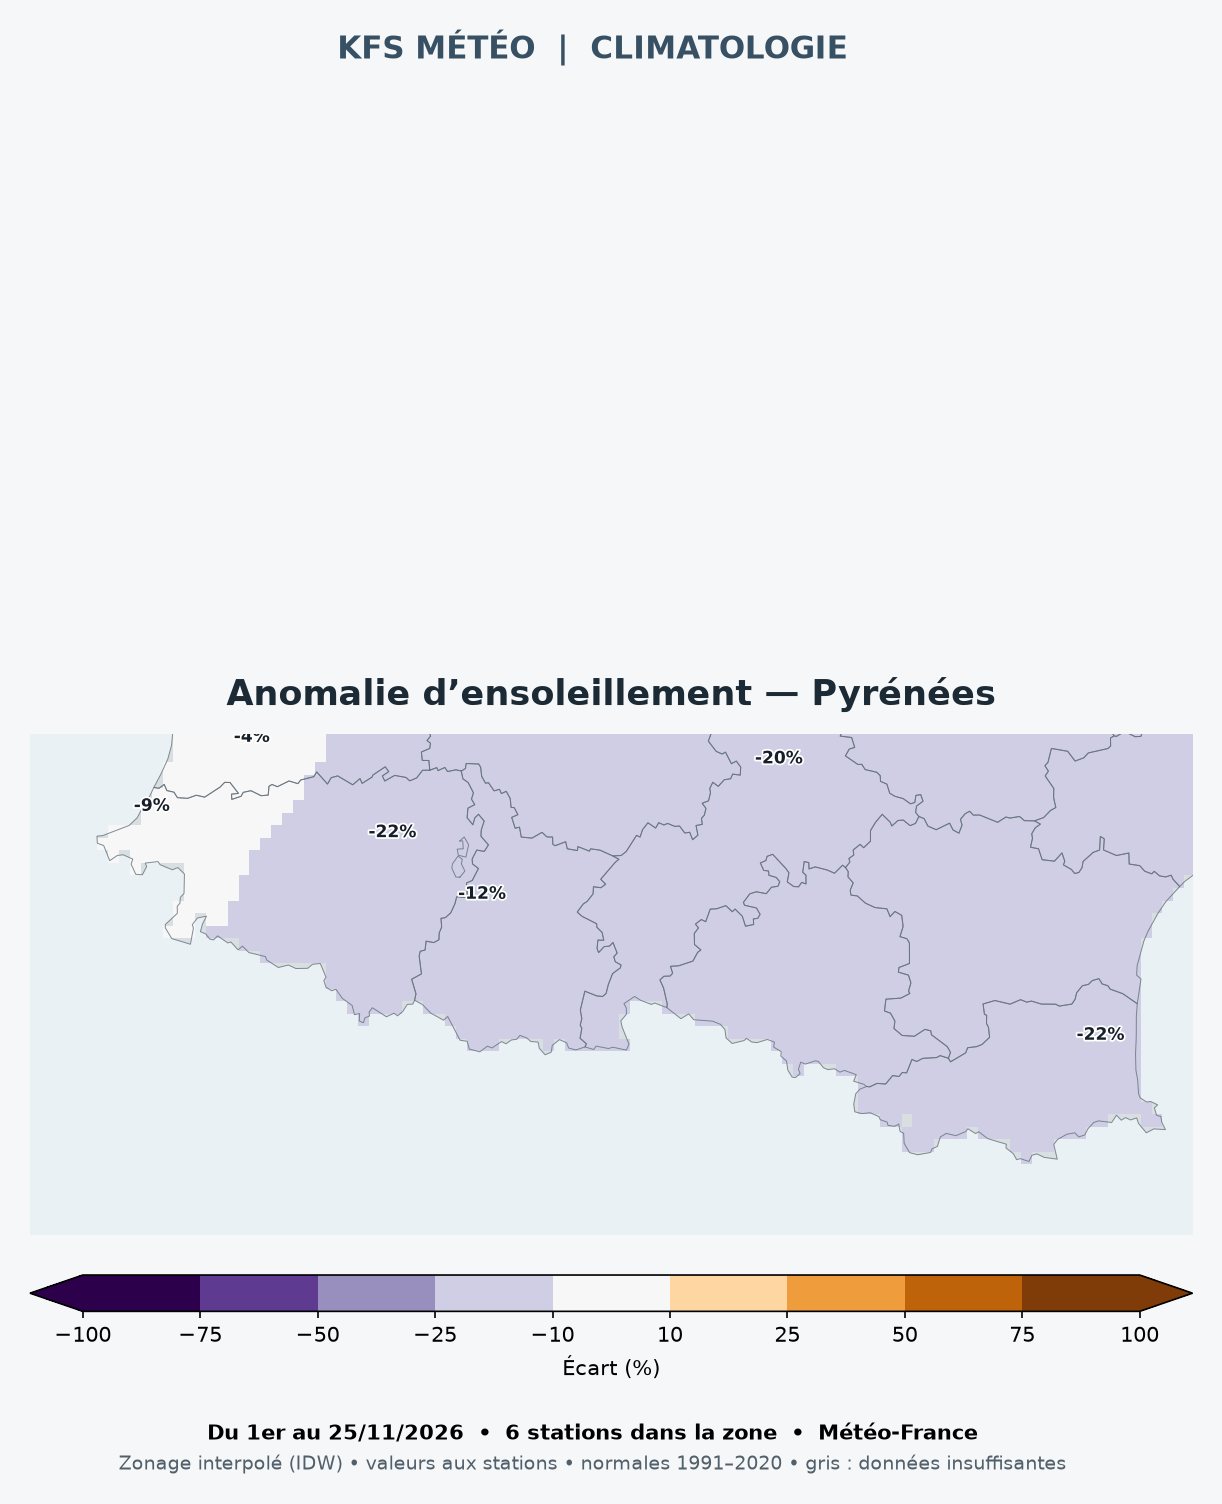 KFS MÉTÉO | CLIMATOLOGIE
Anomalie d’ensoleillement — Pyrénées
-4%
-20%
-9%
-22%
-12%
-22%
−100 −75 −50 −25 −10 10 25 50 75 100
Écart (%)
Du 1er au 25/11/2026 • 6 stations dans la zone • Météo-France
Zonage interpolé (IDW) • valeurs aux stations • normales 1991–2020 • gris : données insuffisantes